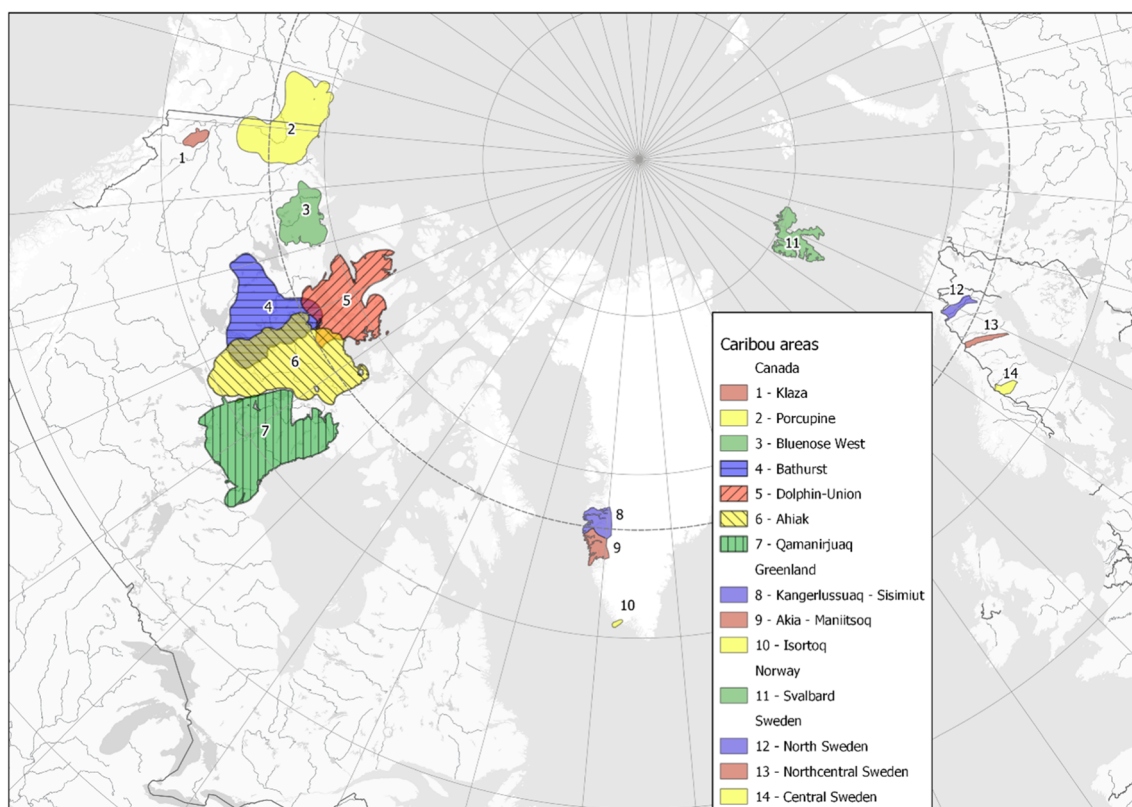 1
2
3
4
5
6
7
8
9
10
11
12
13
14
Caribou areas
Canada
1 - Klaza
2 - Porcupine
3 - Bluenose West
4 - Bathurst
5 - Dolphin-Union
6 - Ahiak
7 - Qamanirjuaq
Greenland
8 - Kangerlussuaq - Sisimiut
9 - Akia - Maniitsoq
10 - Isortoq
Norway
11 - Svalbard
Sweden
12 - North Sweden
13 - Northcentral Sweden
14 - Central Sweden